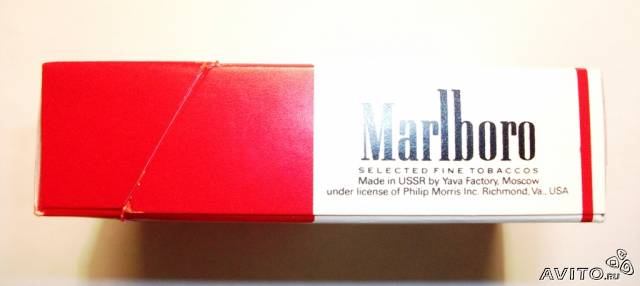 Marlboro
SELECTED FINE TOBACCOS
Made in USSR by Yava Factory, Moscow
under license of Philip Morris Inc. Richmond, Va., USA
AVITO.ru